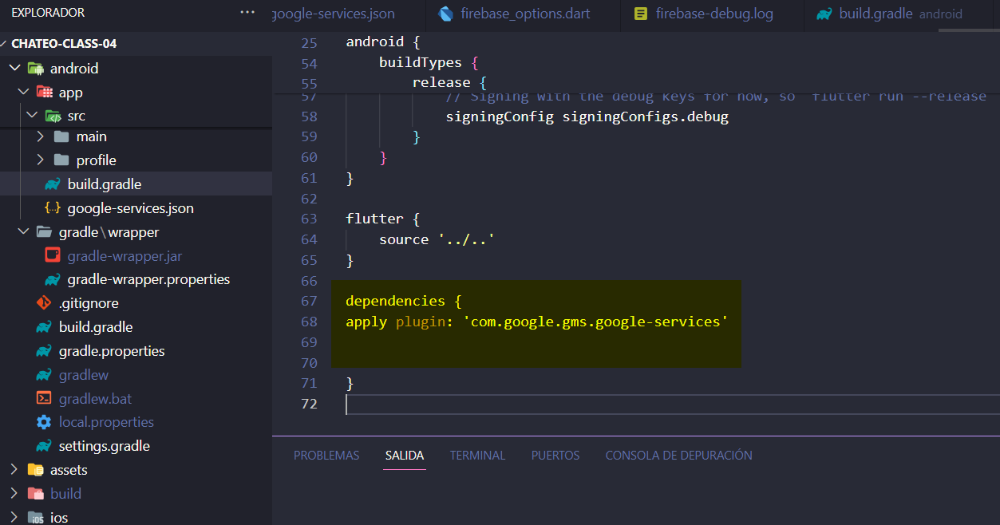 EXPLORADOR
google-services.json
firebase_options.dart
firebase-debug.log
build.gradle android
CHATEO-CLASS-04
android
app
src
main
profile
build.gradle
google-services.json
gradle\wrapper
gradle-wrapper.jar
gradle-wrapper.properties
.gitignore
build.gradle
gradle.properties
gradlew
gradlew.bat
local.properties
settings.gradle
assets
build
ios
25 android {
54 buildTypes {
55 release {
57 // Signing with the debug keys for now, so flutter run --release
58 signingConfig signingConfigs.debug
59 }
60 }
61 }
62
63 flutter {
64 source '../..'
65 }
66
67 dependencies {
68 apply plugin: 'com.google.gms.google-services'
69
70
71 }
72
PROBLEMAS SALIDA TERMINAL PUERTOS CONSOLA DE DEPURACIÓN